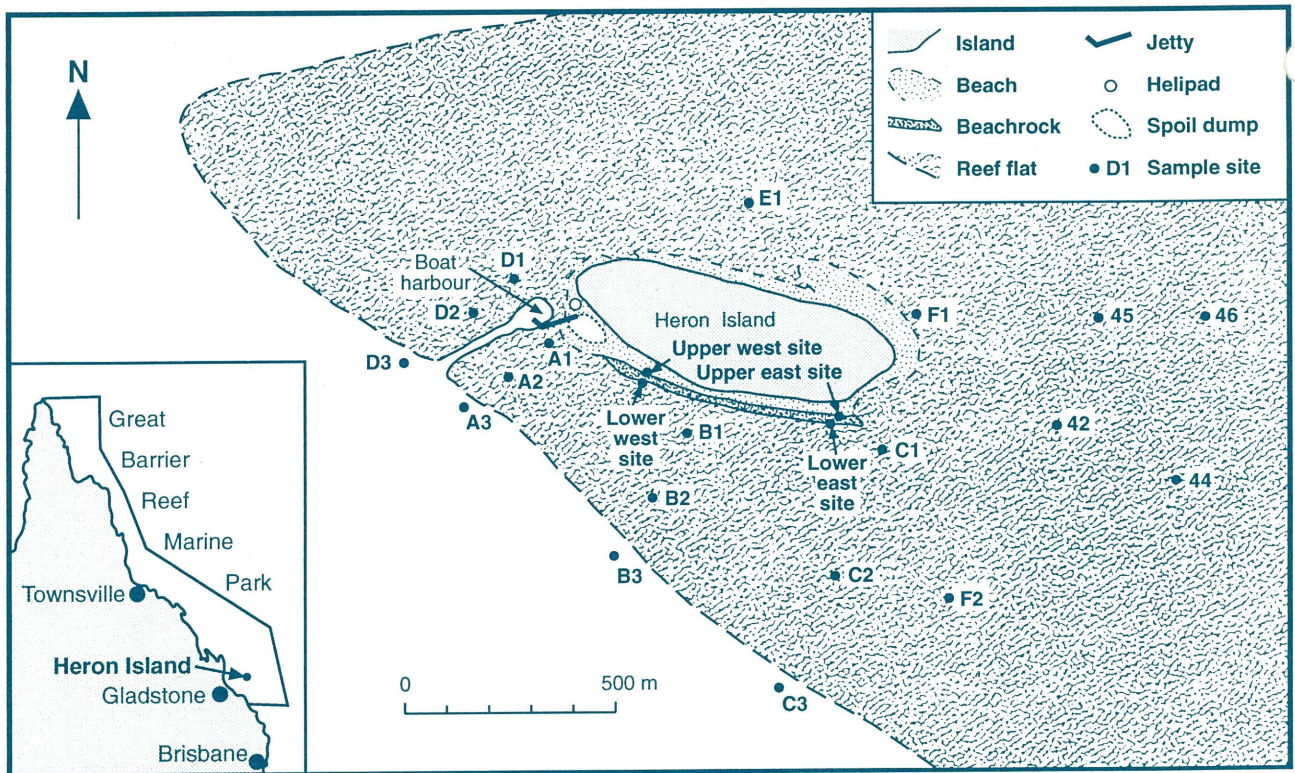 N
Island
Beach
Beachrock
Reef flat
Jetty
Helipad
Spoil dump
D1 Sample site
E1
D1
Boat
harbour
D2
D3
A1
A2
A3
Heron Island
Upper west site
Upper east site
F1
45
46
Lower
west
site
B1
Lower
east
site
C1
42
44
B2
B3
C2
F2
C3
0
500 m
Great
Barrier
Reef
Marine
Park
Townsville
Heron Island
Gladstone
Brisbane